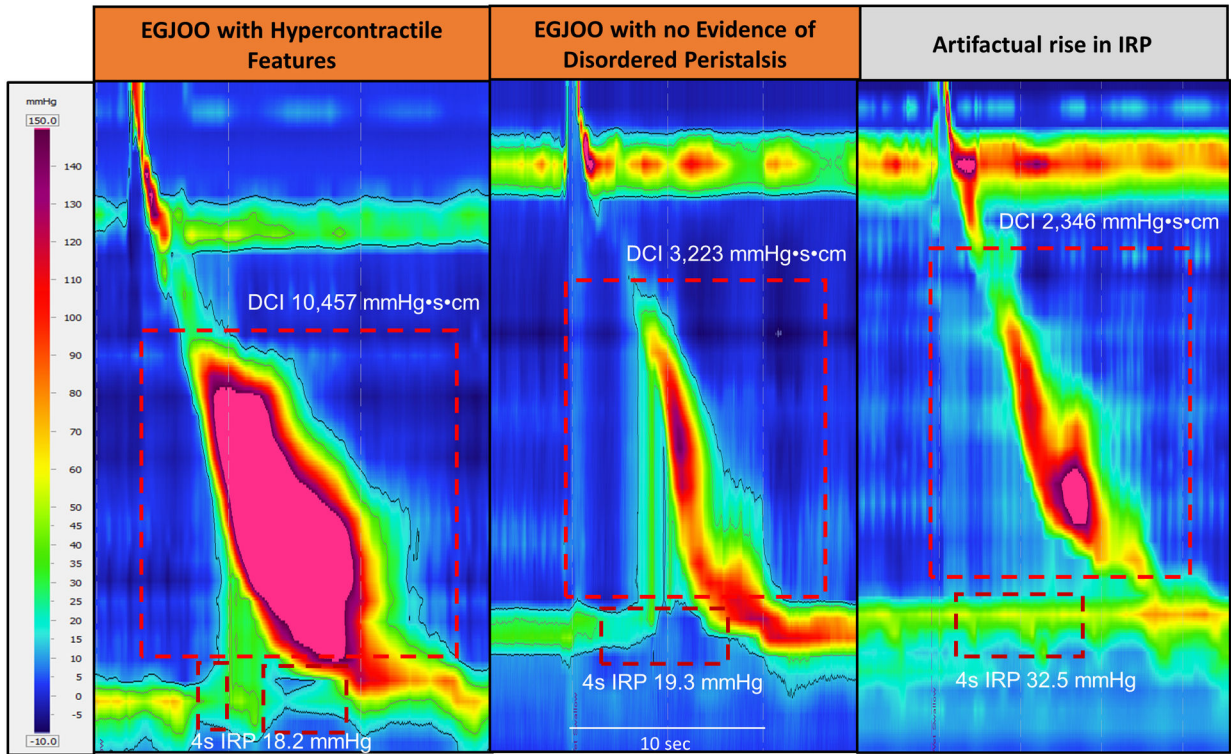 EGJOO with Hypercontractile
Features
EGJOO with no Evidence of
Disordered Peristalsis
Artifactual rise in IRP
mmHg
150.0
140
130
120
110
100
90
80
70
60
50
45
40
35
30
25
20
15
10
5
0
-5
-10.0
DCI 10,457 mmHg•s•cm
4s IRP 18.2 mmHg
DCI 3,223 mmHg•s•cm
4s IRP 19.3 mmHg
10 sec
DCI 2,346 mmHg•s•cm
4s IRP 32.5 mmHg